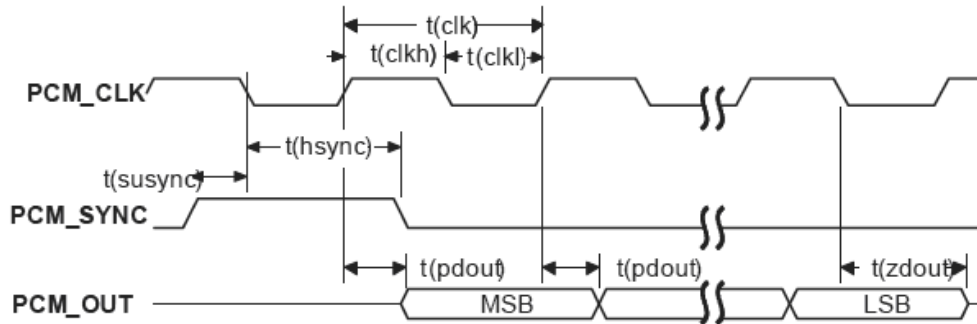 t(clk)
t(clkh)
t(clkl)
PCM_CLK
t(hsync)
t(susync)
PCM_SYNC
t(pdout)
t(pdout)
t(zdout)
PCM_OUT
MSB
LSB